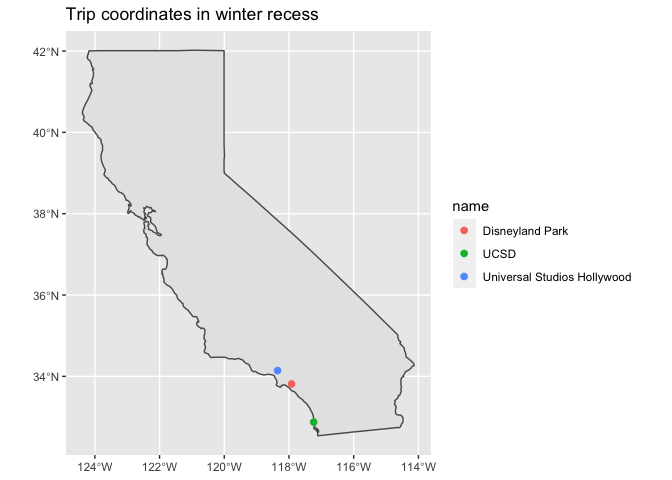 Trip coordinates in winter recess
42°N
40°N
38°N
36°N
34°N
124°W 122°W 120°W 118°W 116°W 114°W
name
Disneyland Park
UCSD
Universal Studios Hollywood